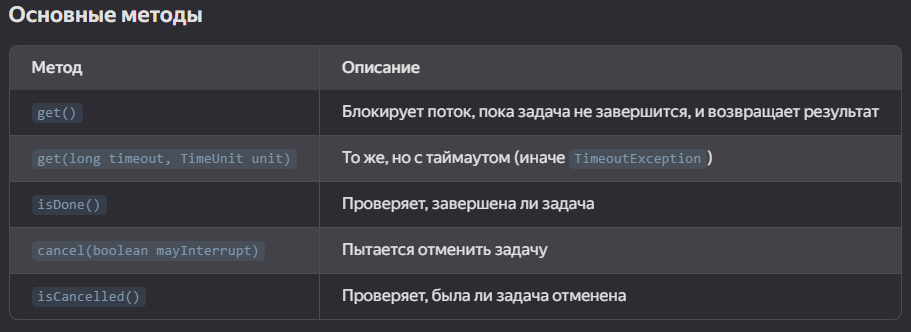 Основные методы
Метод Описание
get() Блокирует поток, пока задача не завершится, и возвращает результат
get(long timeout, TimeUnit unit) То же, но с таймаутом (иначе TimeoutException)
isDone() Проверяет, завершена ли задача
cancel(boolean mayInterrupt) Пытается отменить задачу
isCancelled() Проверяет, была ли задача отменена